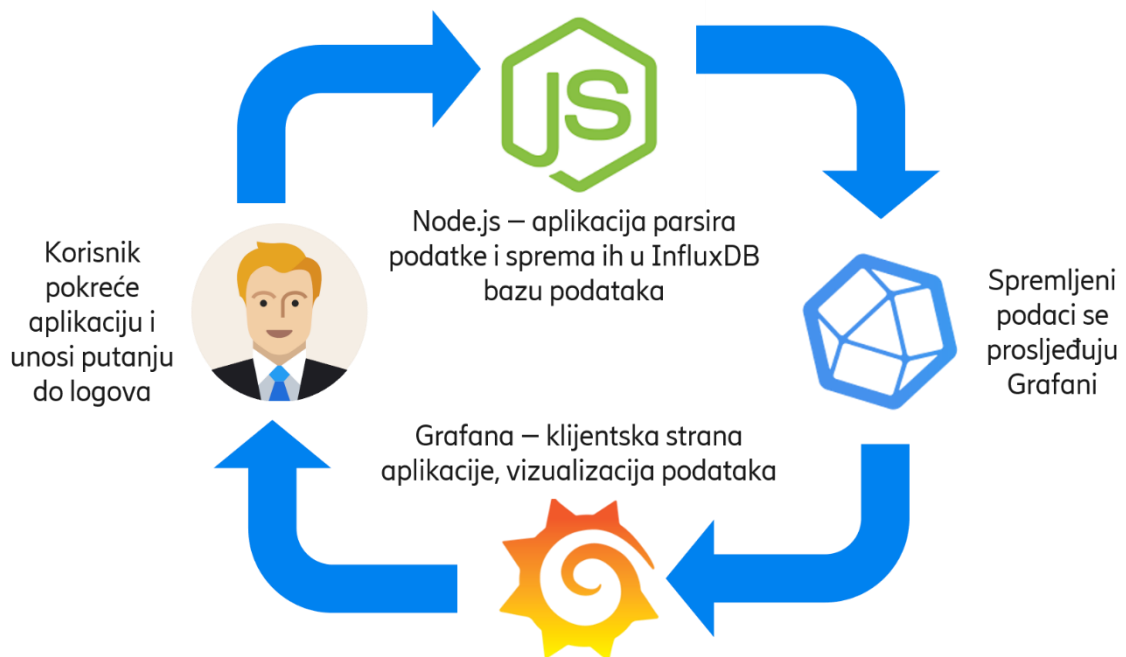 JS
Node.js – aplikacija parsira
podatke i sprema ih u InfluxDB
bazu podataka
Korisnik
pokreće
aplikaciju i
unosi putanju
do logova
Spremljeni
podaci se
prosljeđuju
Grafani
Grafana – klijentska strana
aplikacije, vizualizacija podataka